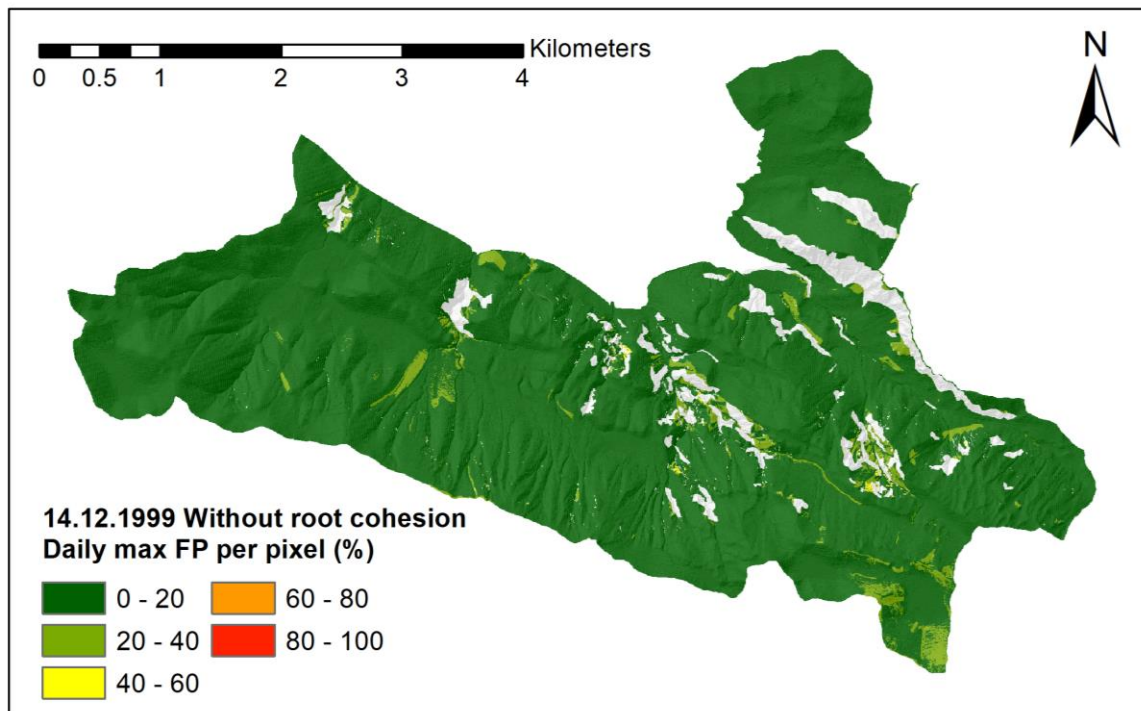 Kilometers
0 0.5 1 2 3 4
N
14.12.1999 Without root cohesion
Daily max FP per pixel (%)
0 - 20 60 - 80
20 - 40 80 - 100
40 - 60